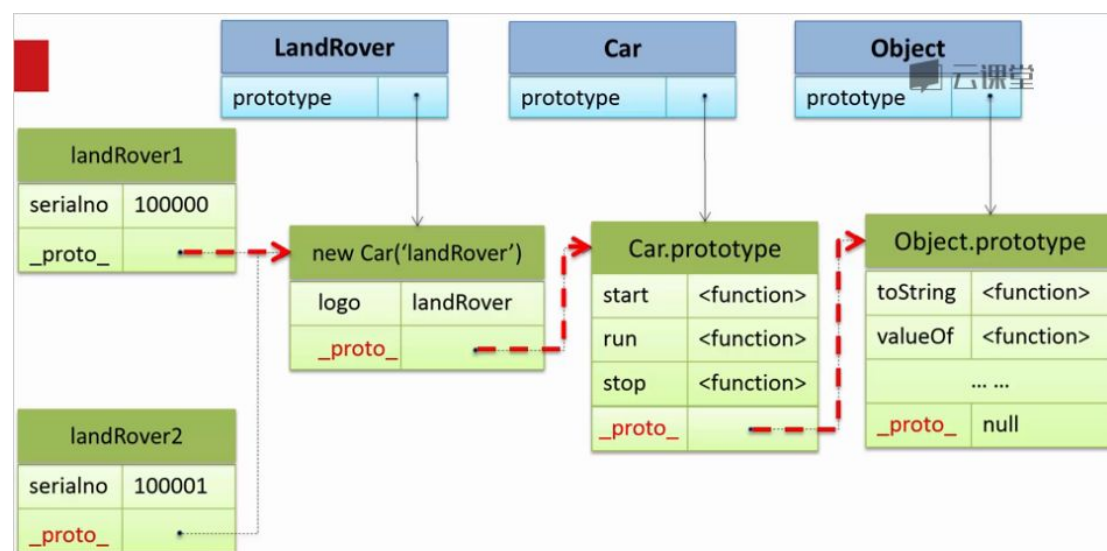 LandRover
Car
Object
云课堂
prototype
prototype
prototype
landRover1
serialno 100000
_proto_
new Car(‘landRover’)
logo landRover
_proto_
Car.prototype
start <function>
run <function>
stop <function>
_proto_
Object.prototype
toString <function>
valueOf <function>
... ...
_proto_ null
landRover2
serialno 100001
_proto_